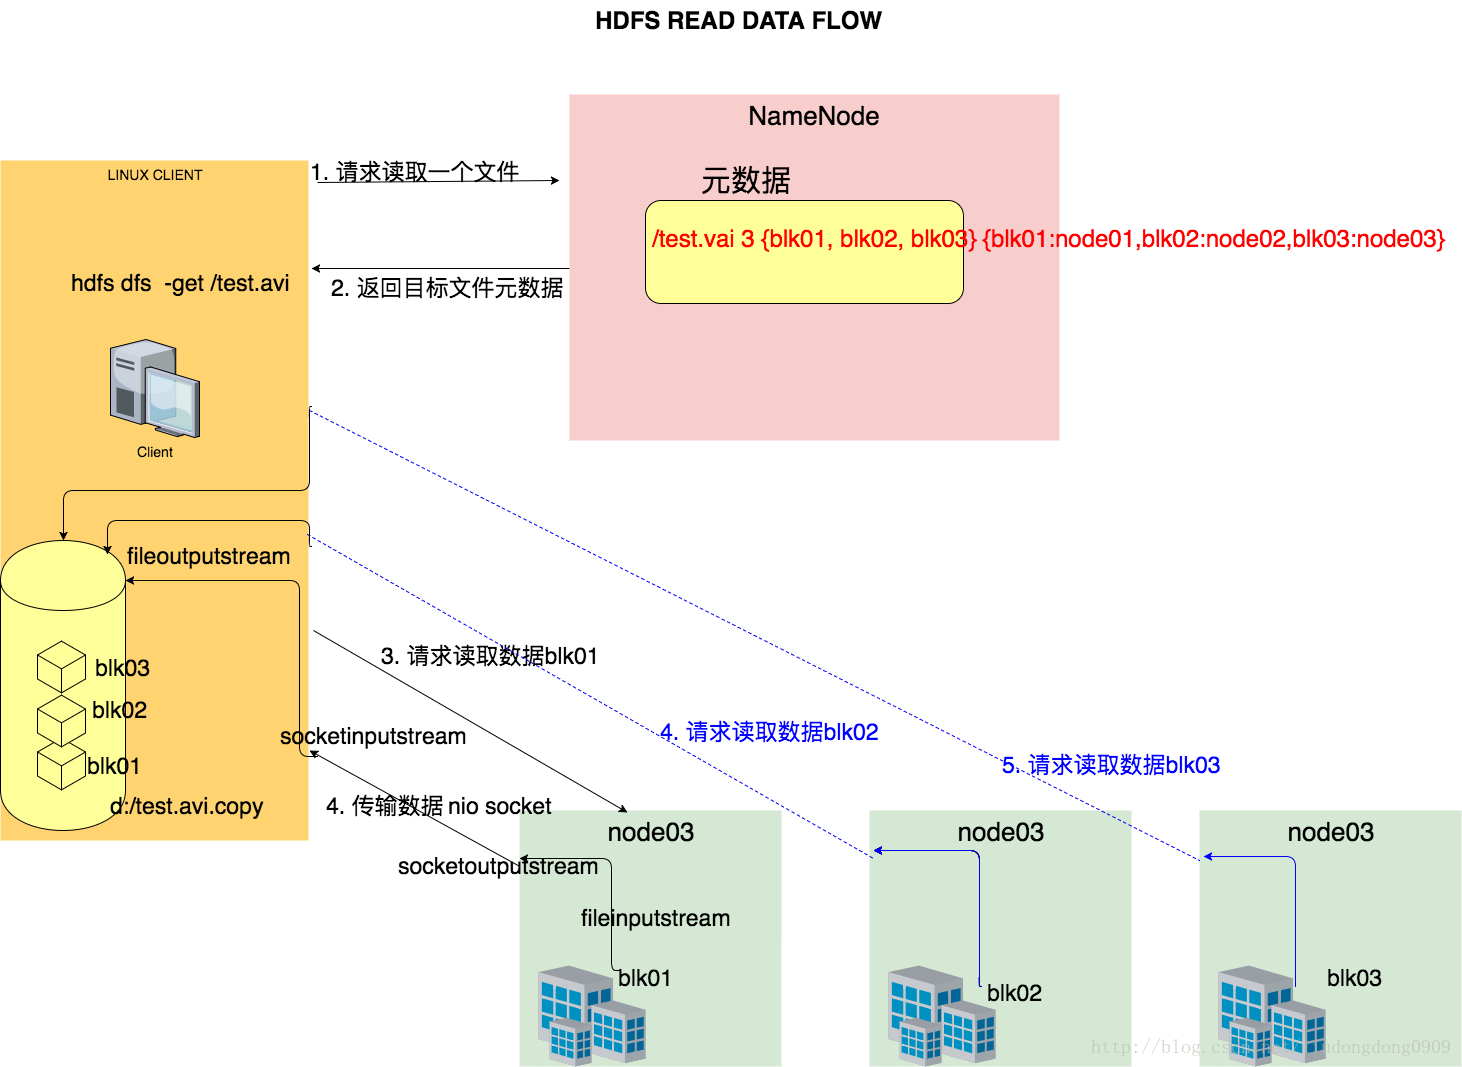 HDFS READ DATA FLOW
NameNode
LINUX CLIENT
1. 请求读取一个文件
元数据
/test.vai 3 {blk01, blk02, blk03} {blk01:node01,blk02:node02,blk03:node03}
hdfs dfs -get /test.avi
2. 返回目标文件元数据
Client
fileoutputstream
3. 请求读取数据blk01
blk03
blk02
4. 请求读取数据blk02
socketinputstream
blk01
5. 请求读取数据blk03
d:/test.avi.copy
4. 传输数据 nio socket
node03
node03
node03
socketoutputstream
fileinputstream
blk01
blk02
blk03